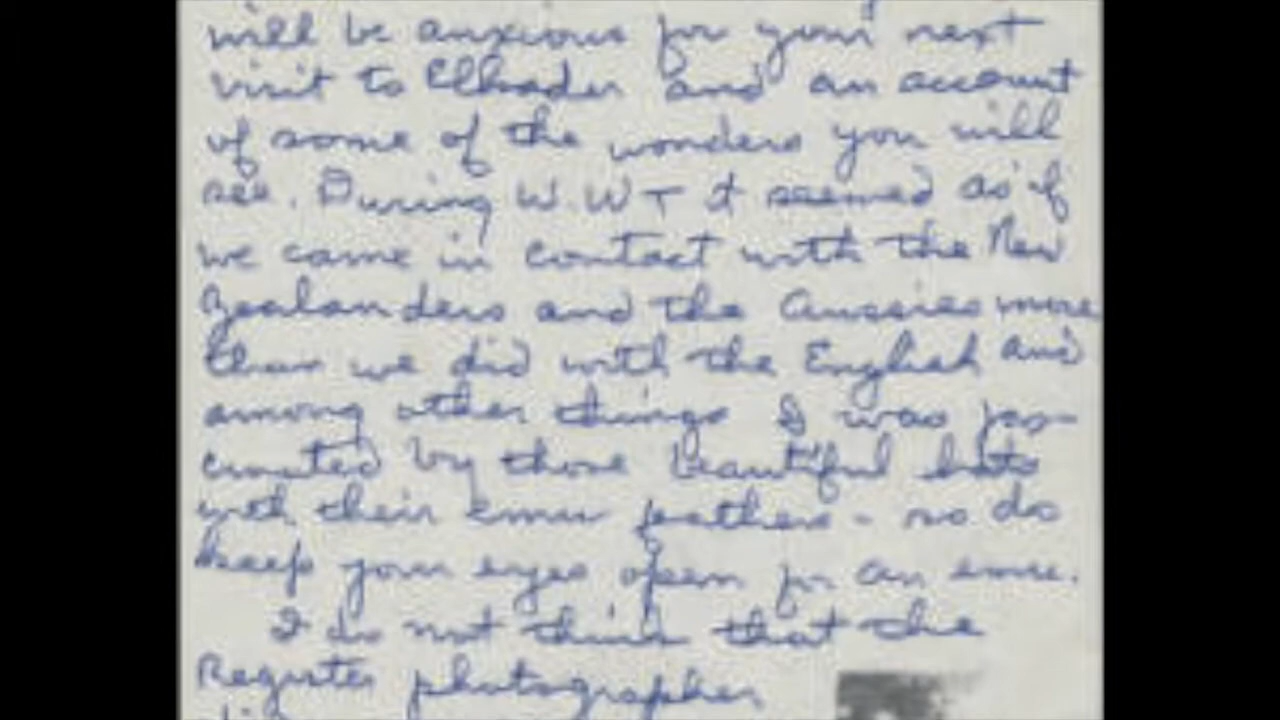 will be anxious for your next
visit to Elkader and an account
of some of the wonders you will
see. During W.W I it seemed as if
we came in contact with the New
Zealanders and the Aussies more
than we did with the English and
among other things I was fas-
cinated by those beautiful hats
with their emu feathers - so do
keep your eyes open for an emu.
I do not think that the
Register photographer